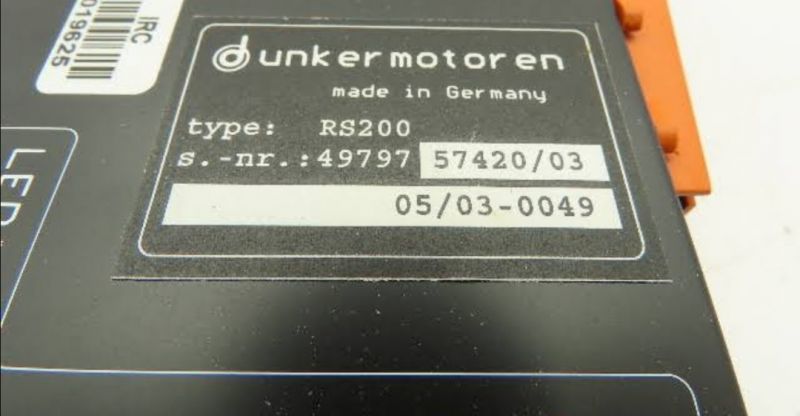 IRC
019625
dunkermotoren
made in Germany
type: RS200
s.-nr.:49797 57420/03
05/03-0049
LED